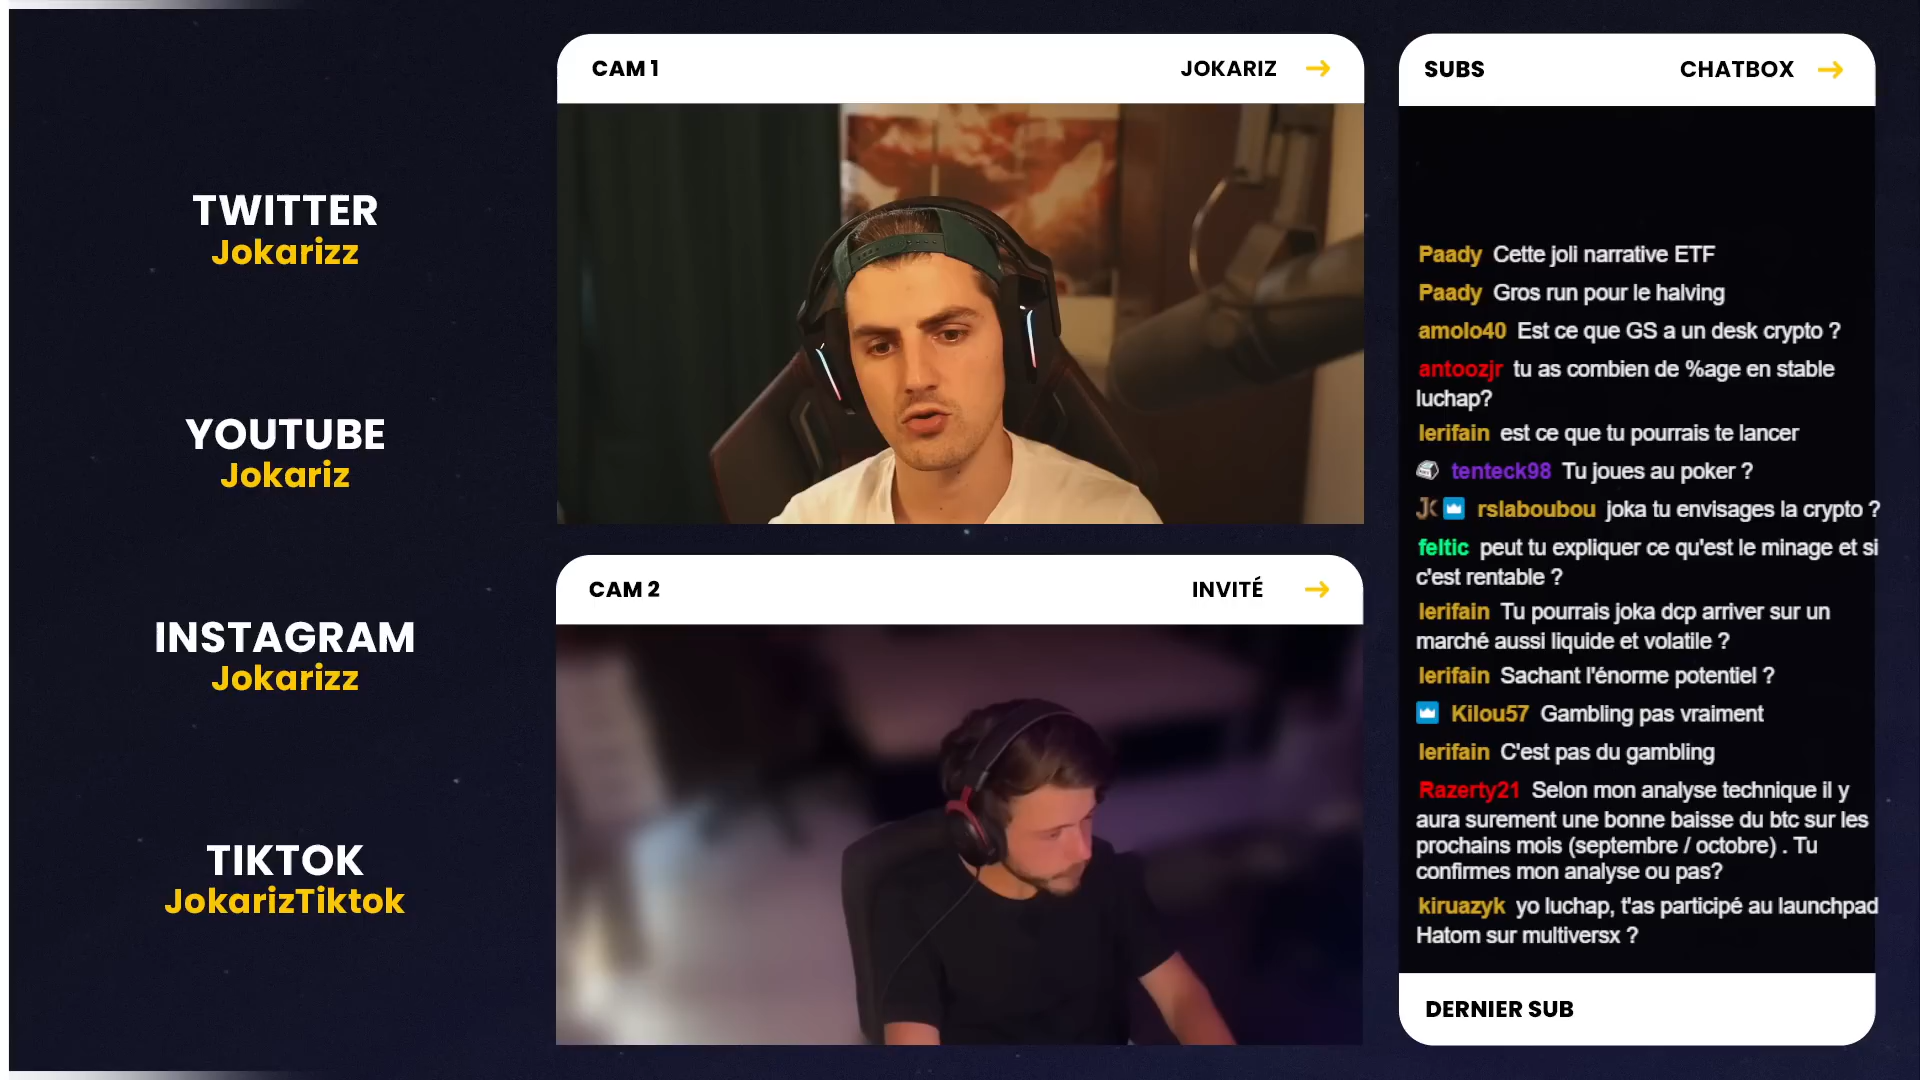 TWITTER
Jokarizz
YOUTUBE
Jokariz
INSTAGRAM
Jokarizz
TIKTOK
JokarizTiktok
CAM 1
JOKARIZ
CAM 2
INVITÉ
SUBS
CHATBOX
Paady Cette joli narrative ETF
Paady Gros run pour le halving
amolo40 Est ce que GS a un desk crypto ?
antoozjr tu as combien de %age en stable
luchap?
lerifain est ce que tu pourrais te lancer
tenteck98 Tu joues au poker ?
JK rslaboubou joka tu envisages la crypto ?
feltic peut tu expliquer ce qu'est le minage et si
c'est rentable ?
lerifain Tu pourrais joka dcp arriver sur un
marché aussi liquide et volatile ?
lerifain Sachant l'énorme potentiel ?
Kilou57 Gambling pas vraiment
lerifain C'est pas du gambling
Razerty21 Selon mon analyse technique il y
aura surement une bonne baisse du btc sur les
prochains mois (septembre / octobre) . Tu
confirmes mon analyse ou pas?
kiruazyk yo luchap, t'as participé au launchpad
Hatom sur multiversx ?
DERNIER SUB